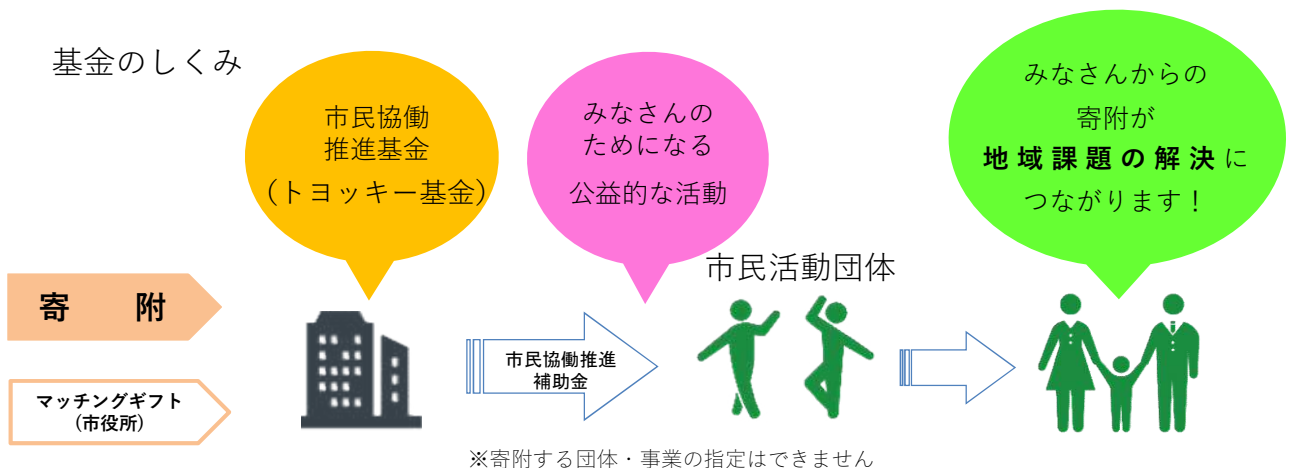 基金のしくみ
市民協働
推進基金
（トヨッキー基金）
みなさんの
ためになる
公益的な活動
みなさんからの
寄附が
地域課題の解決に
つながります！
市民活動団体
寄　附
市民協働推進
補助金
マッチングギフト
(市役所)
※寄附する団体・事業の指定はできません